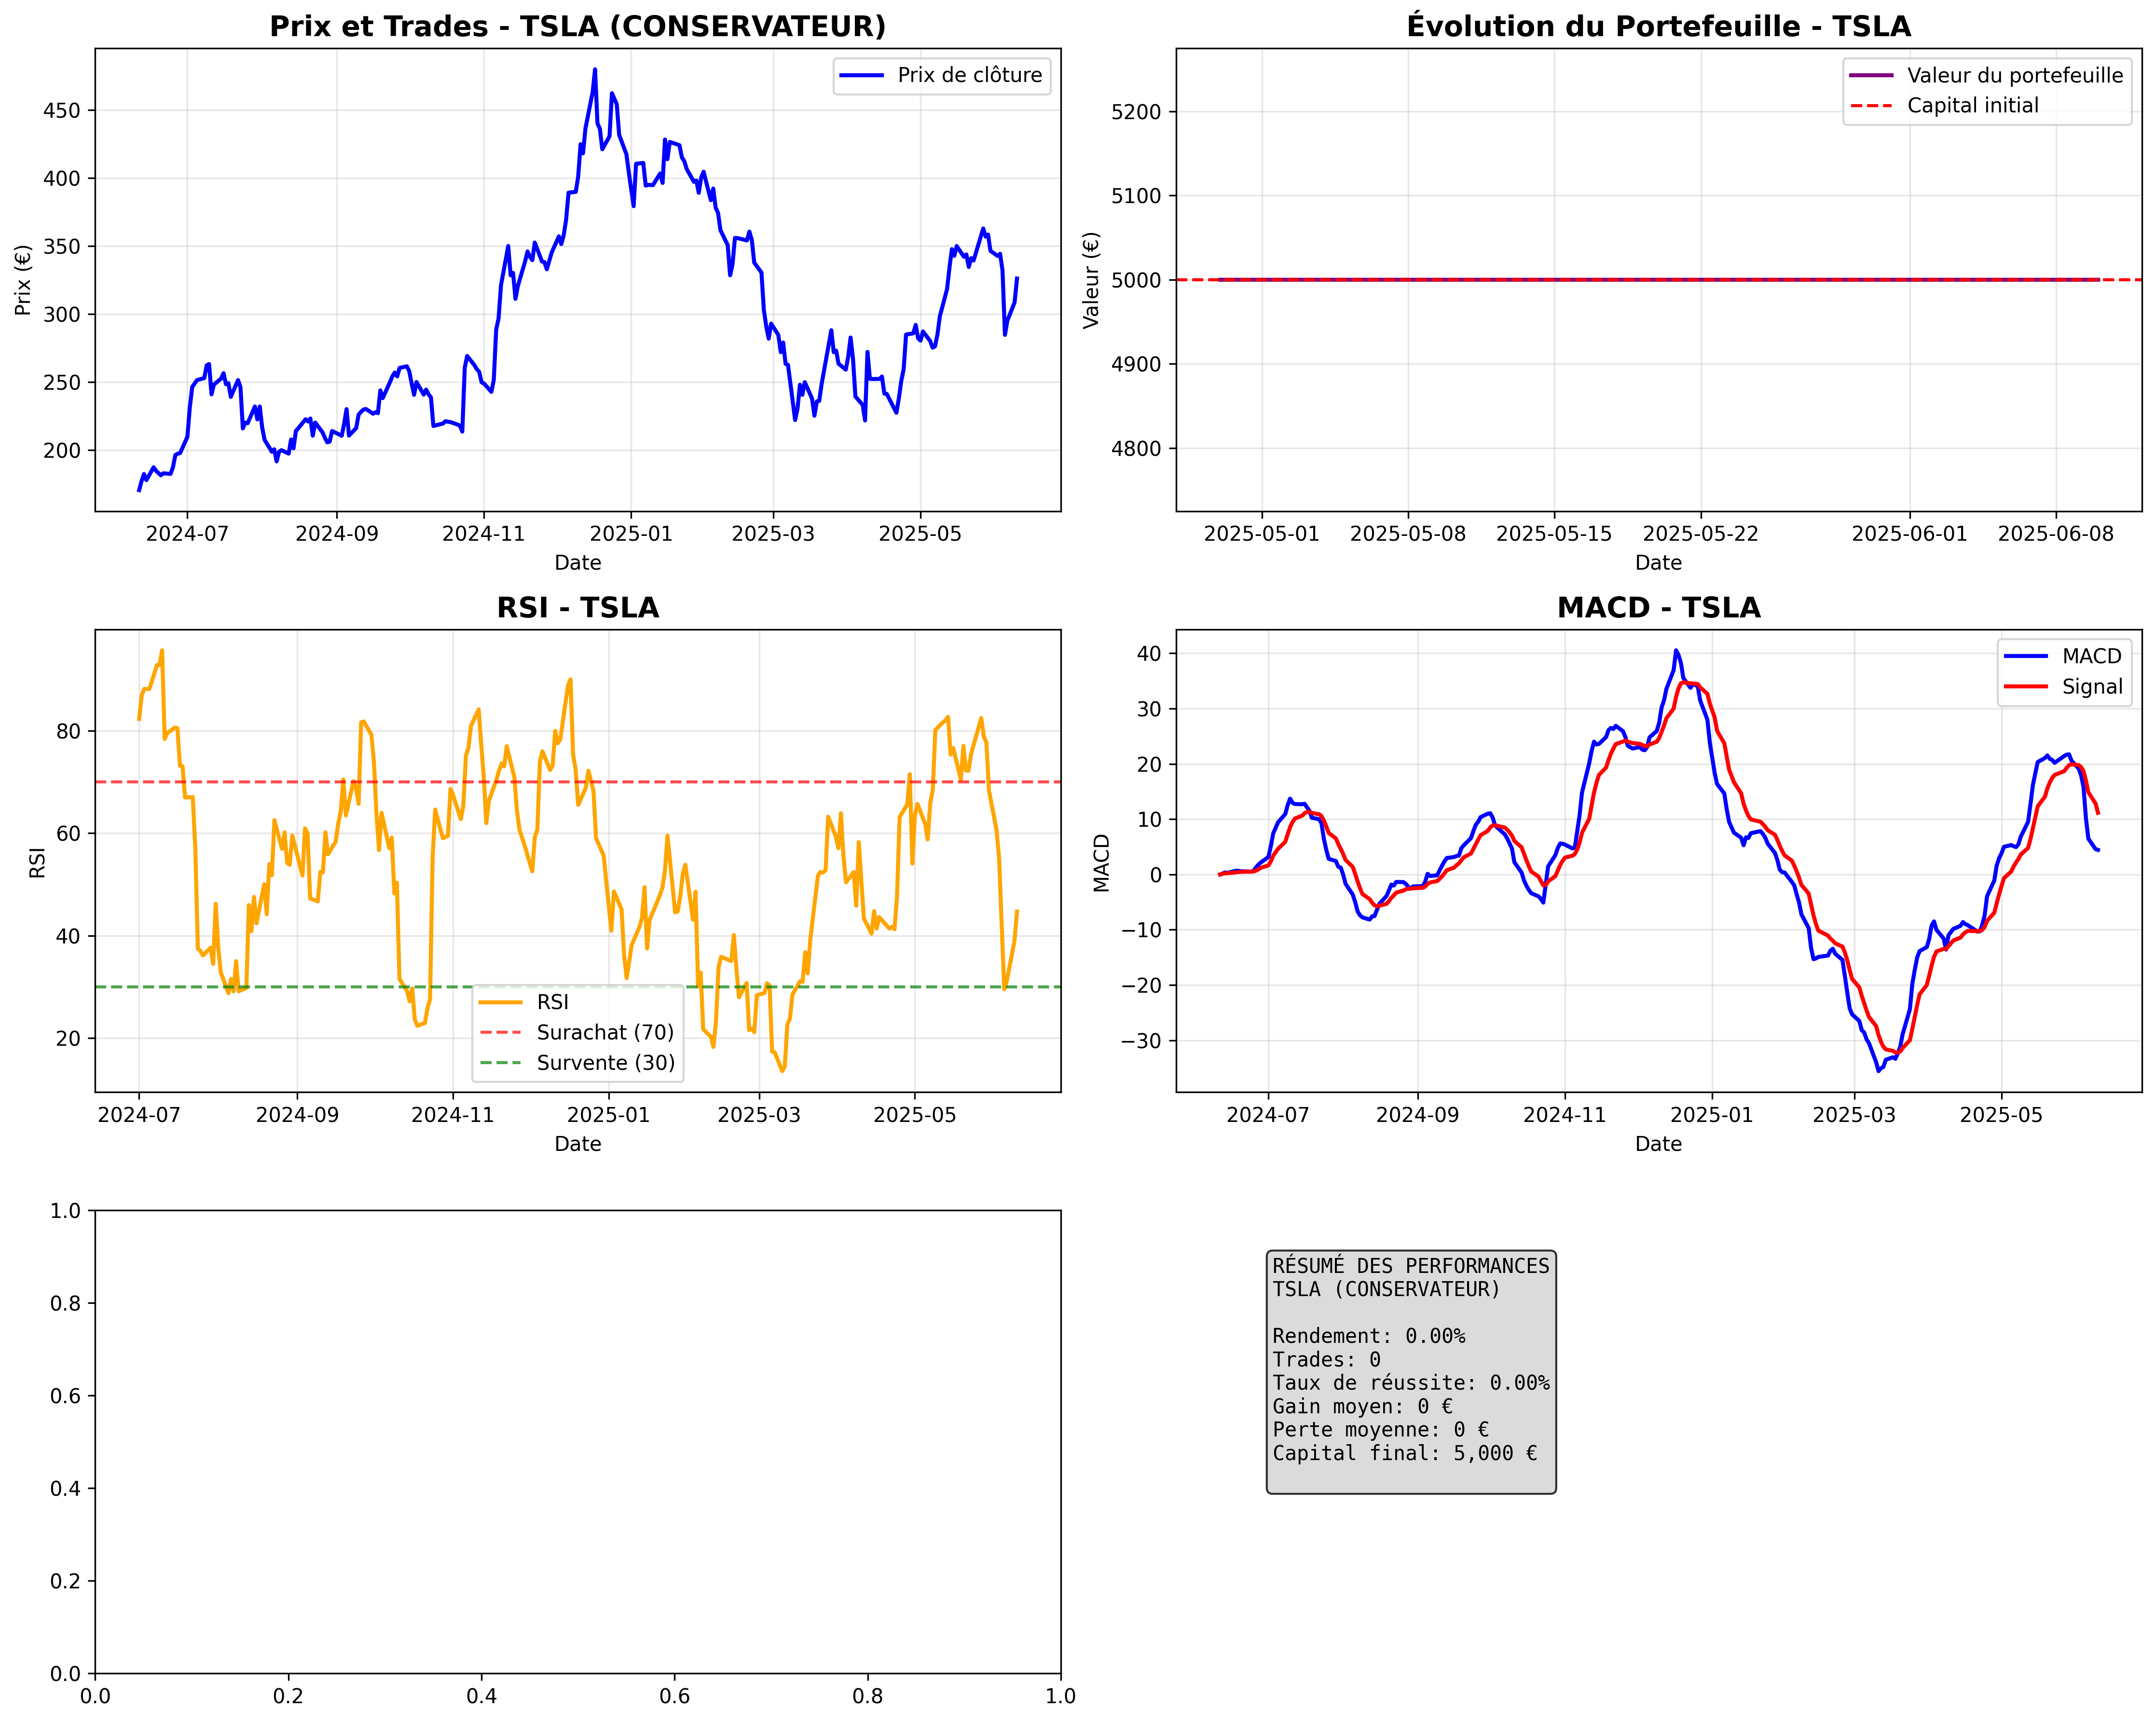 Prix et Trades - TSLA (CONSERVATEUR)
Prix de clôture
450
400
350
300
250
200
Prix (€)
2024-07 2024-09 2024-11 2025-01 2025-03 2025-05
Date
Évolution du Portefeuille - TSLA
Valeur du portefeuille
Capital initial
5200
5100
5000
4900
4800
Valeur (€)
2025-05-01 2025-05-08 2025-05-15 2025-05-22 2025-06-01 2025-06-08
Date
RSI - TSLA
80
60
40
20
RSI
RSI
Surachat (70)
Survente (30)
2024-07 2024-09 2024-11 2025-01 2025-03 2025-05
Date
MACD - TSLA
MACD
Signal
40
30
20
10
0
−10
−20
−30
MACD
2024-07 2024-09 2024-11 2025-01 2025-03 2025-05
Date
1.0
0.8
0.6
0.4
0.2
0.0
0.0 0.2 0.4 0.6 0.8 1.0
RÉSUMÉ DES PERFORMANCES
TSLA (CONSERVATEUR)
Rendement: 0.00%
Trades: 0
Taux de réussite: 0.00%
Gain moyen: 0 €
Perte moyenne: 0 €
Capital final: 5,000 €